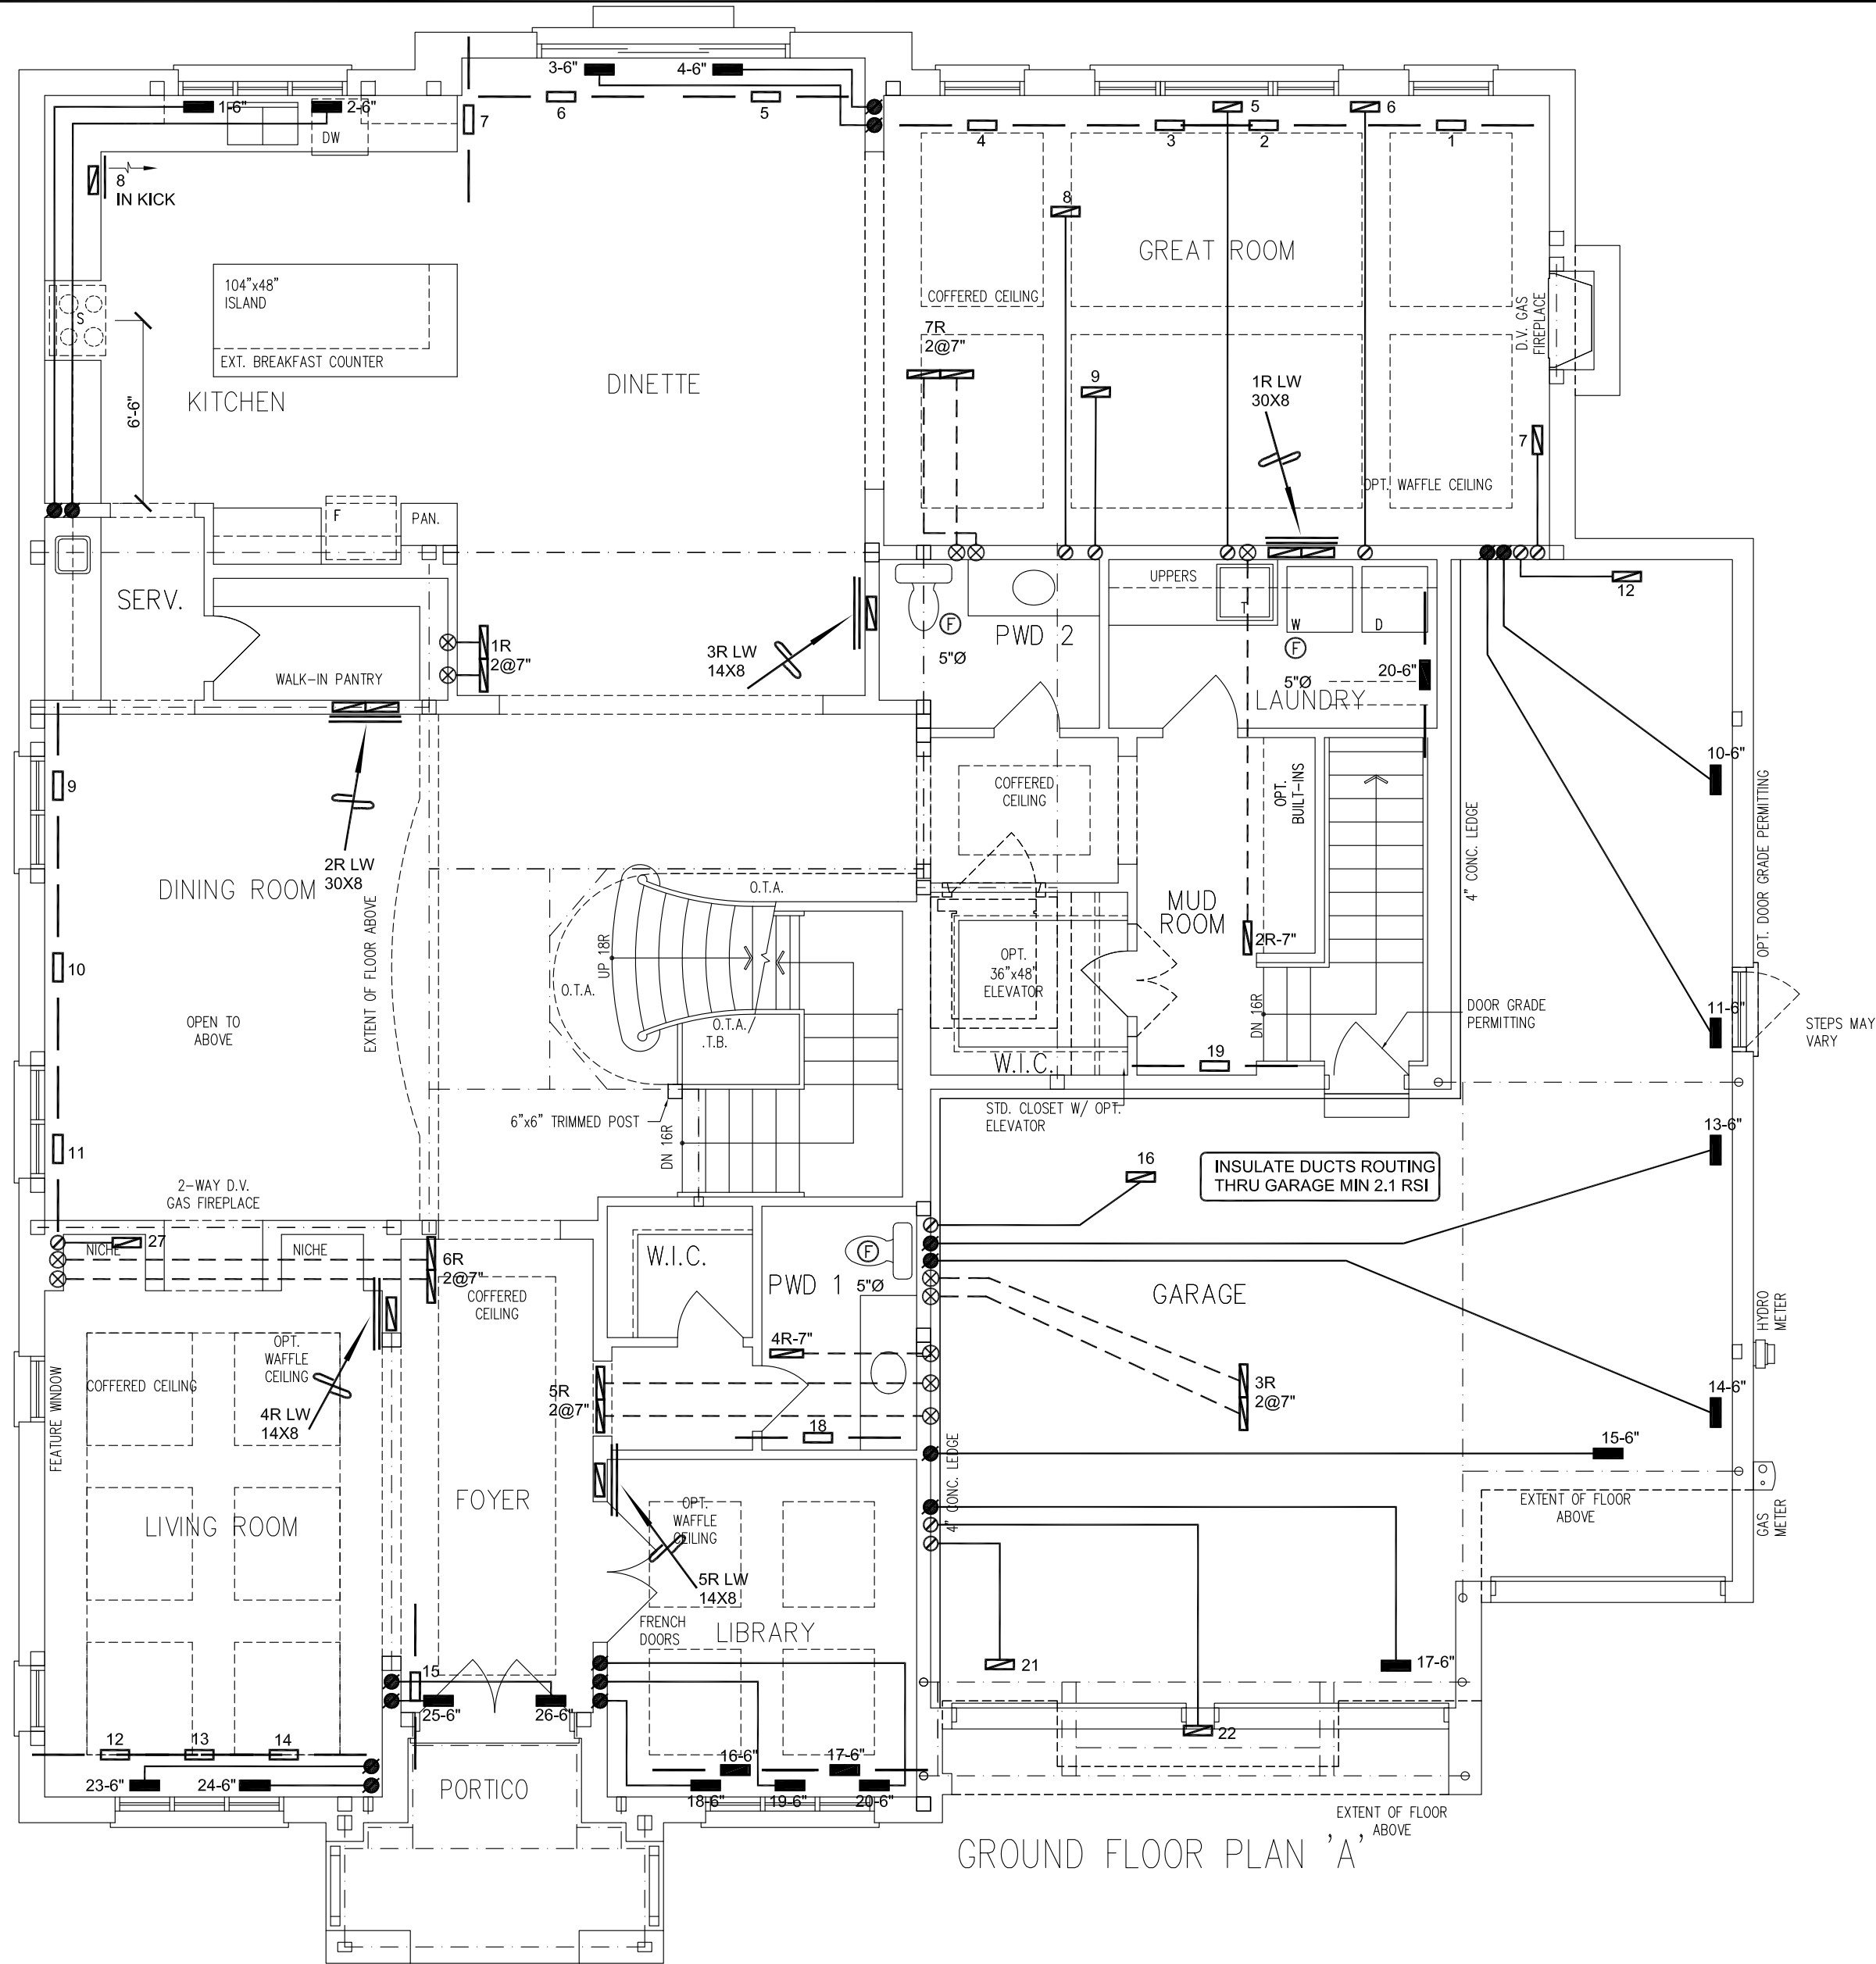 3-6"
4-6"
1-6"
2-6"
DW
7
6
5
4
3
2
1
5
6
8
IN KICK
8
GREAT ROOM
104"x48"
ISLAND
EXT. BREAKFAST COUNTER
S
6'-6"
KITCHEN
DINETTE
COFFERED CEILING
7R
2@7"
9
1R LW
30X8
D.V. GAS
FIREPLACE
7
OPT. WAFFLE CEILING
F
PAN.
SERV.
WALK-IN PANTRY
1R
2@7"
3R LW
14X8
F
5"Ø
PWD 2
UPPERS
T
W
D
F
5"Ø
20-6"
LAUNDRY
12
10-6"
OPT. DOOR GRADE PERMITTING
9
2R LW
30X8
DINING ROOM
EXTENT OF FLOOR ABOVE
10
OPEN TO
ABOVE
11
COFFERED
CEILING
OPT.
BUILT-INS
4" CONC. LEDGE
O.T.A.
UP 18R
O.T.A.
O.T.A.
.T.B.
MUD
ROOM
2R-7"
OPT.
36"x48"
ELEVATOR
DN 16R
DOOR GRADE
PERMITTING
11-6"
STEPS MAY
VARY
W.I.C.
19
6"x6" TRIMMED POST
DN 16R
STD. CLOSET W/ OPT.
ELEVATOR
13-6"
16
INSULATE DUCTS ROUTING
THRU GARAGE MIN 2.1 RSI
2-WAY D.V.
GAS FIREPLACE
NICHE
27
NICHE
6R
2@7"
COFFERED
CEILING
W.I.C.
PWD 1
F
5"Ø
GARAGE
HYDRO
METER
OPT.
WAFFLE
CEILING
COFFERED CEILING
FEATURE WINDOW
4R LW
14X8
4R-7"
5R
2@7"
3R
2@7"
14-6"
18
15-6"
4" CONC. LEDGE
FOYER
LIVING ROOM
OPT.
WAFFLE
CEILING
5R LW
14X8
FRENCH
DOORS
LIBRARY
EXTENT OF FLOOR
ABOVE
GAS
METER
15
25-6"
26-6"
21
17-6"
22
12
13
14
23-6"
24-6"
16-6"
17-6"
18-6"
19-6"
20-6"
PORTICO
EXTENT OF FLOOR
ABOVE
GROUND FLOOR PLAN 'A'